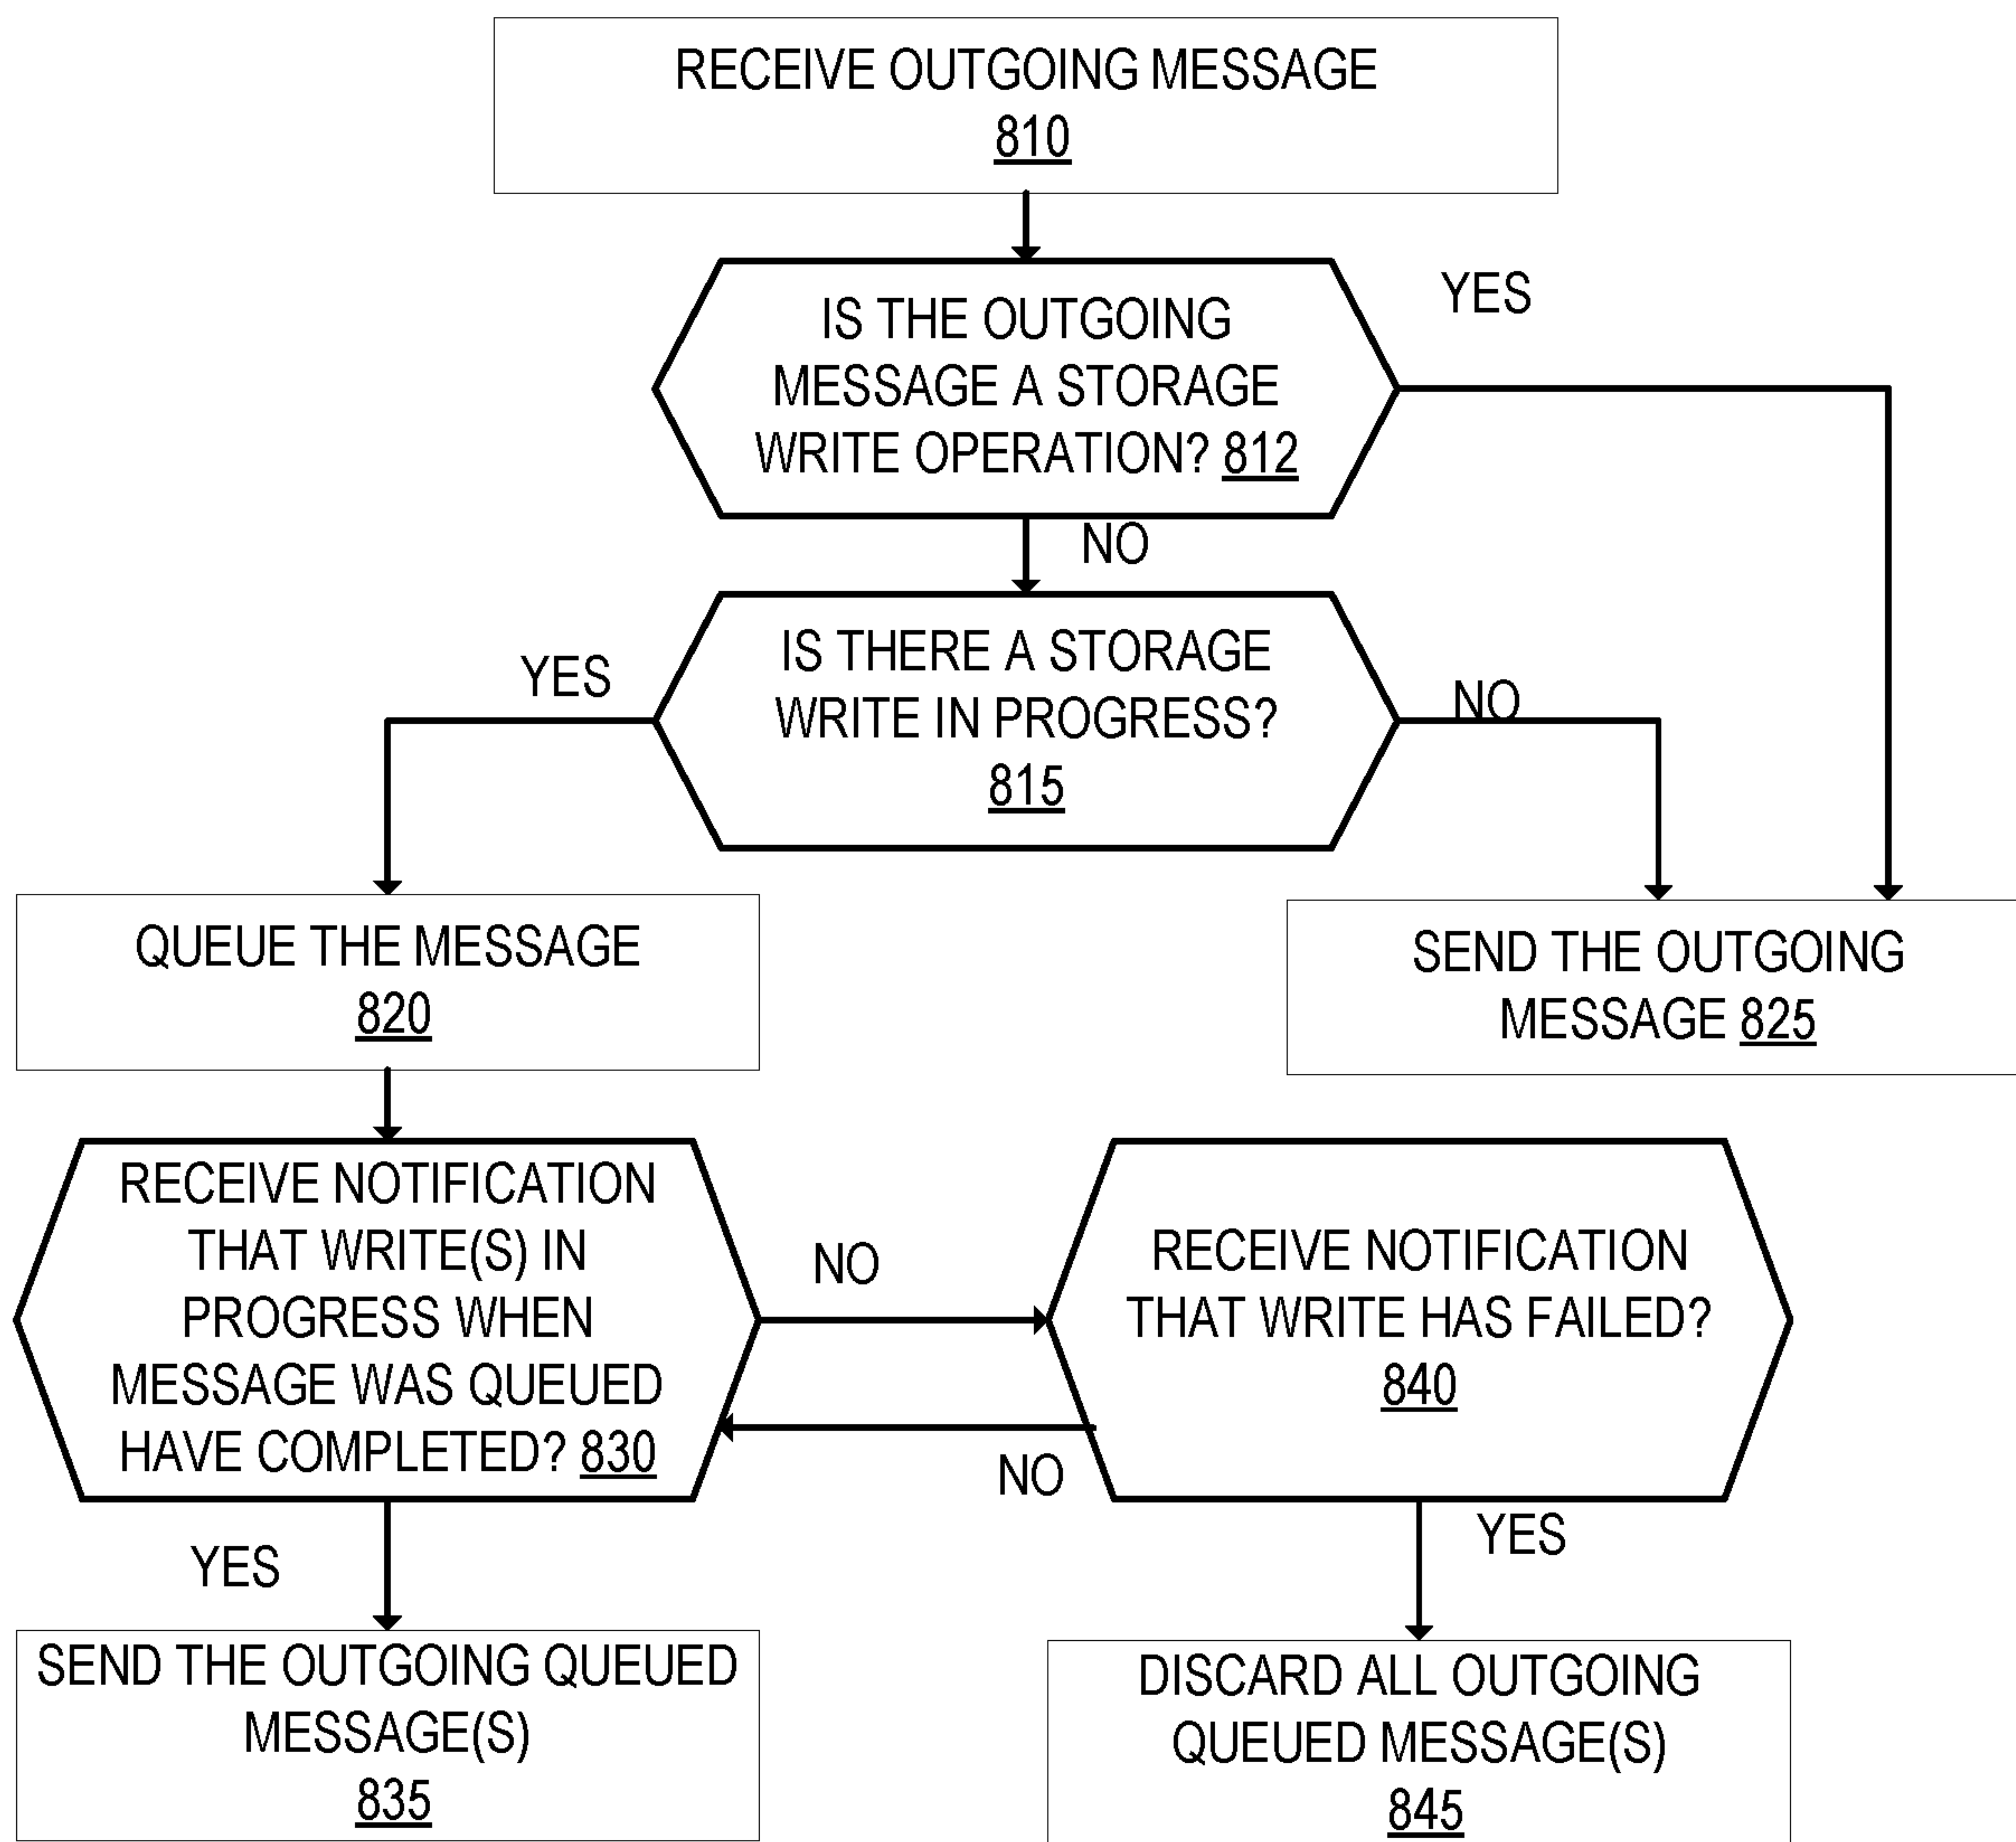 RECEIVE OUTGOING MESSAGE
810
IS THE OUTGOING
MESSAGE A STORAGE
WRITE OPERATION? 812
YES
NO
IS THERE A STORAGE
WRITE IN PROGRESS?
815
YES
NO
QUEUE THE MESSAGE
820
SEND THE OUTGOING
MESSAGE 825
RECEIVE NOTIFICATION
THAT WRITE(S) IN
PROGRESS WHEN
MESSAGE WAS QUEUED
HAVE COMPLETED? 830
NO
RECEIVE NOTIFICATION
THAT WRITE HAS FAILED?
840
NO
YES
YES
SEND THE OUTGOING QUEUED
MESSAGE(S)
835
DISCARD ALL OUTGOING
QUEUED MESSAGE(S)
845